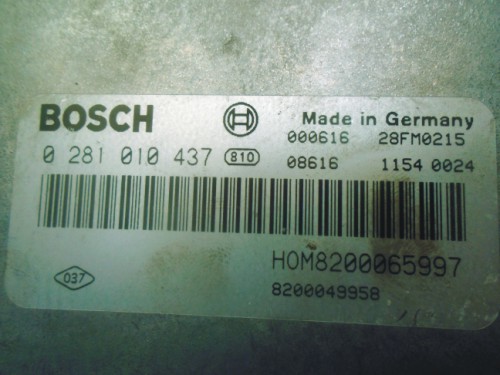 BOSCH Made in Germany
000616 28FM0215
0 281 010 437 810 08616 1154 0024
HOM8200065997
037
8200049958